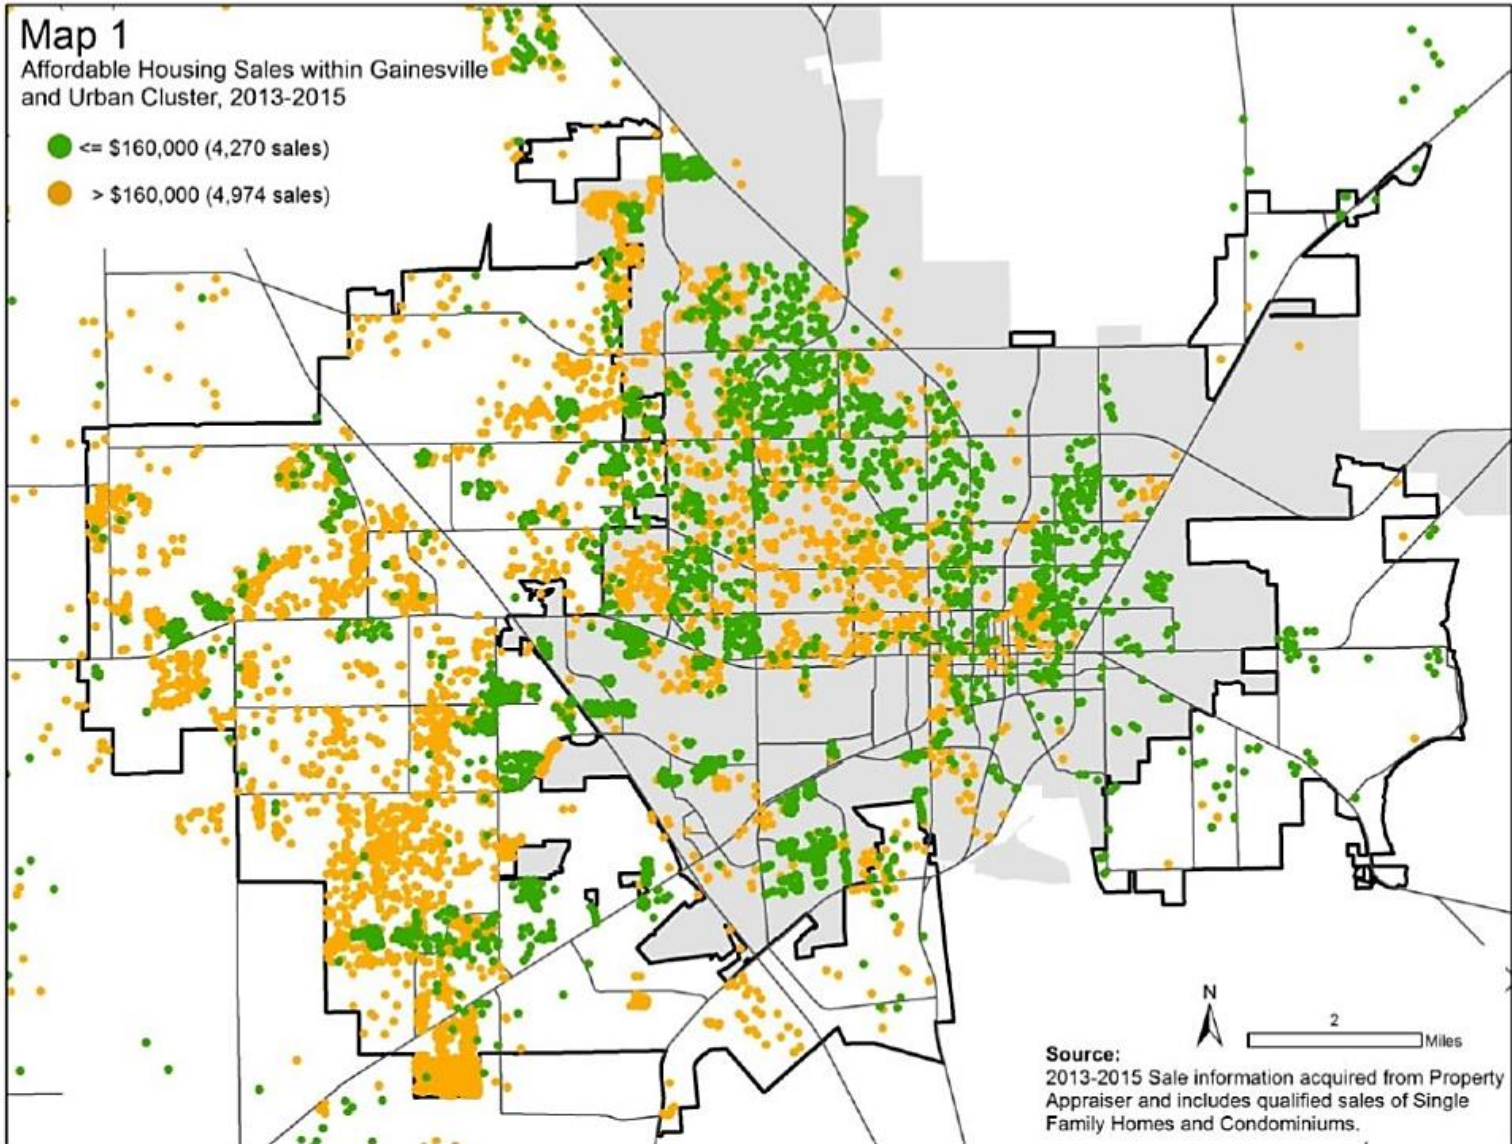 Map 1
Affordable Housing Sales within Gainesville
and Urban Cluster, 2013-2015
<= $160,000 (4,270 sales)
> $160,000 (4,974 sales)
N
2
Miles
Source:
2013-2015 Sale information acquired from Property
Appraiser and includes qualified sales of Single
Family Homes and Condominiums.